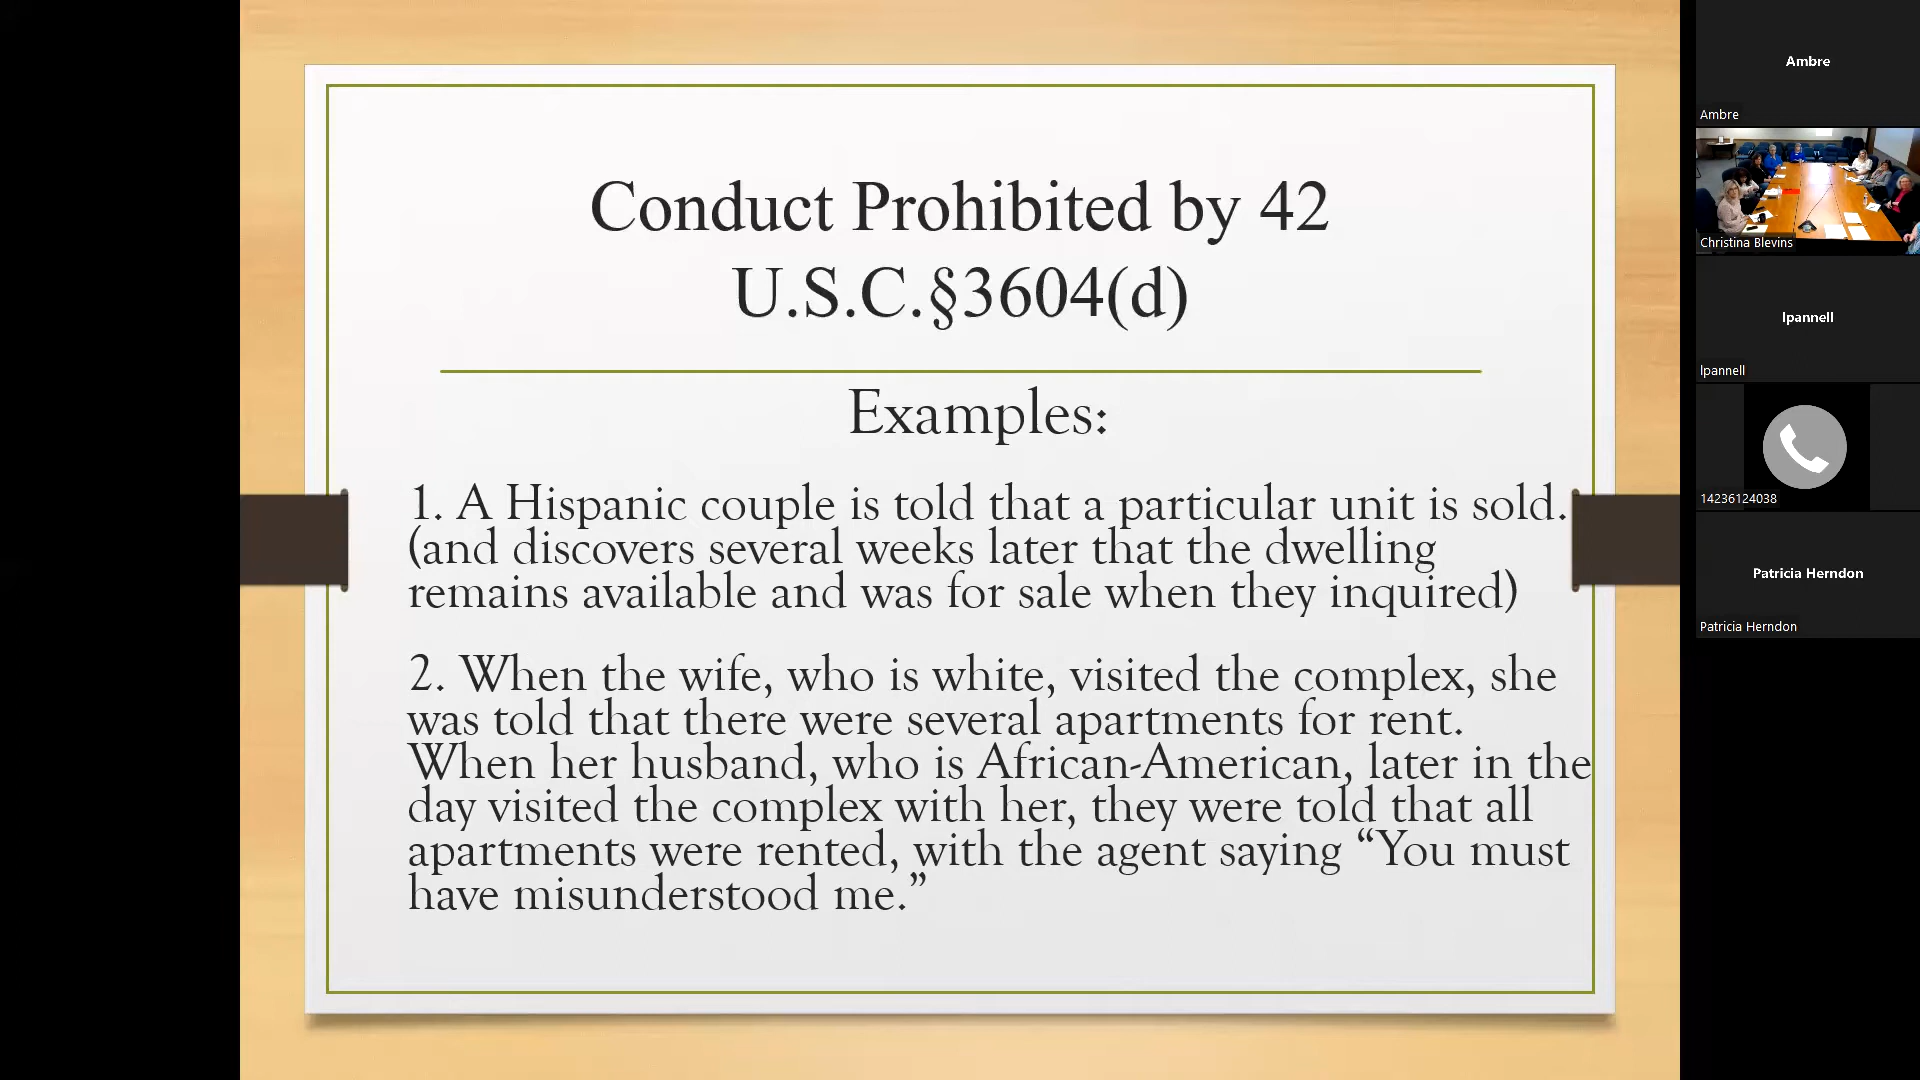 Conduct Prohibited by 42
U.S.C.§3604(d)
Examples:
1. A Hispanic couple is told that a particular unit is sold.
(and discovers several weeks later that the dwelling
remains available and was for sale when they inquired)
2. When the wife, who is white, visited the complex, she
was told that there were several apartments for rent.
When her husband, who is African-American, later in the
day visited the complex with her, they were told that all
apartments were rented, with the agent saying “You must
have misunderstood me.”
Ambre
Ambre
Christina Blevins
lpannell
lpannell
14236124038
Patricia Herndon
Patricia Herndon